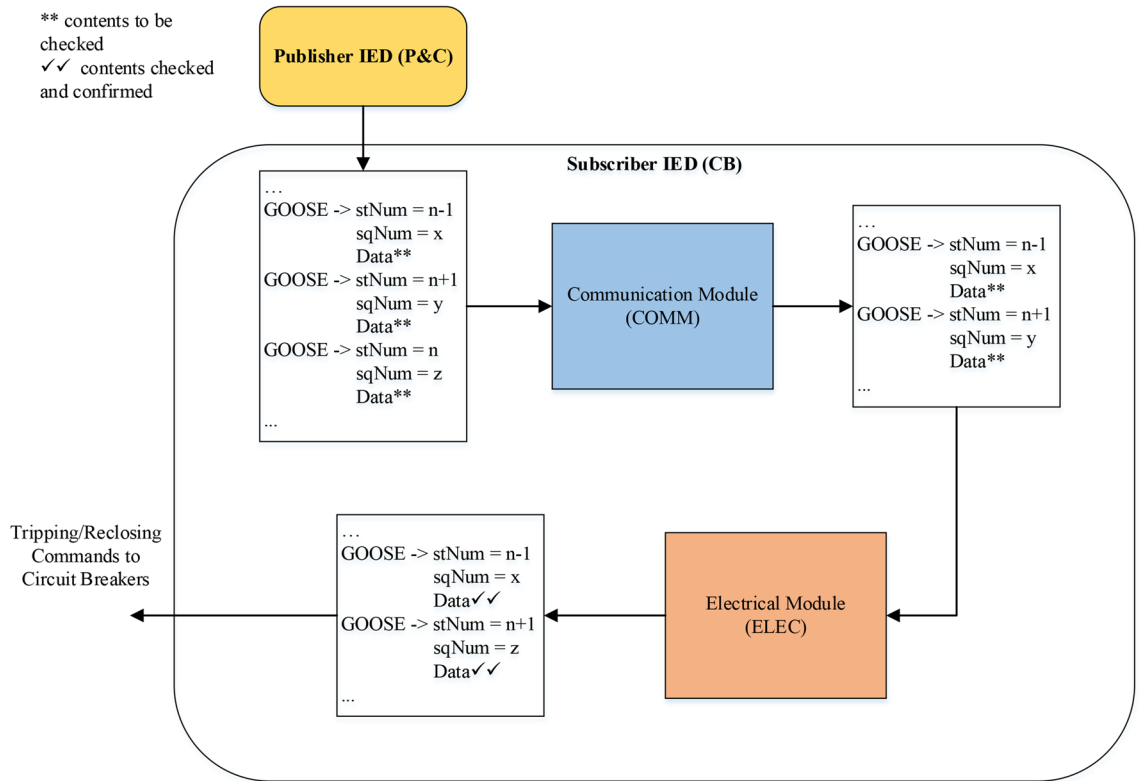 ** contents to be
checked
✓✓ contents checked
and confirmed
Publisher IED (P&C)
Subscriber IED (CB)
...
GOOSE -> stNum = n-1
sqNum = x
Data**
GOOSE -> stNum = n+1
sqNum = y
Data**
GOOSE -> stNum = n
sqNum = z
Data**
...
Communication Module
(COMM)
...
GOOSE -> stNum = n-1
sqNum = x
Data**
GOOSE -> stNum = n+1
sqNum = y
Data**
...
Electrical Module
(ELEC)
...
GOOSE -> stNum = n-1
sqNum = x
Data✓✓
GOOSE -> stNum = n+1
sqNum = z
Data✓✓
...
Tripping/Reclosing
Commands to
Circuit Breakers